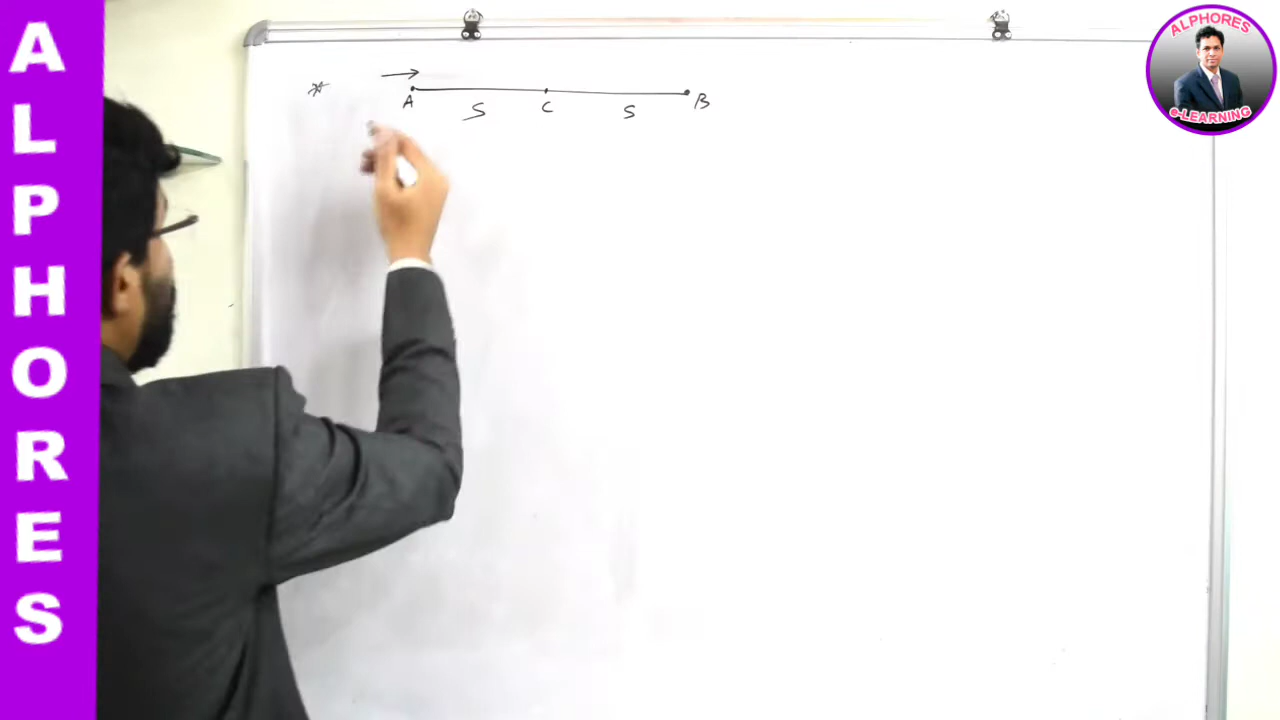 ALPHORES
ALPHORES
e-LEARNING
* →
A S C S B